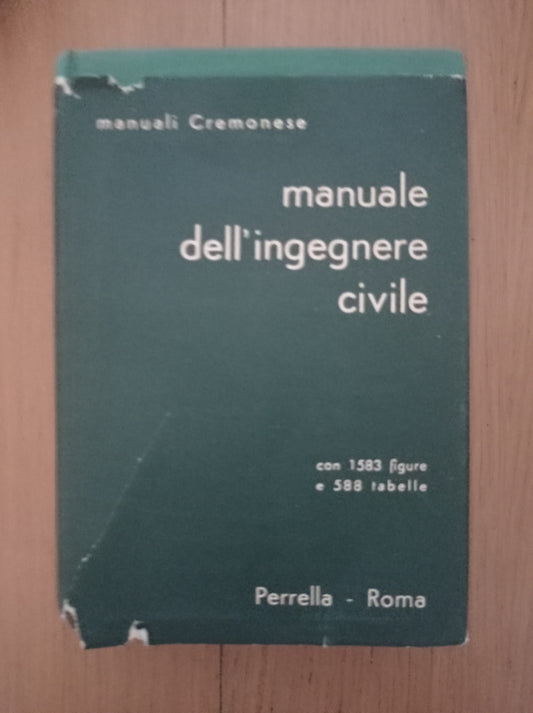 manuali Cremonese
manuale
dell'ingegnere
civile
con 1583 figure
e 588 tabelle
Perrella - Roma